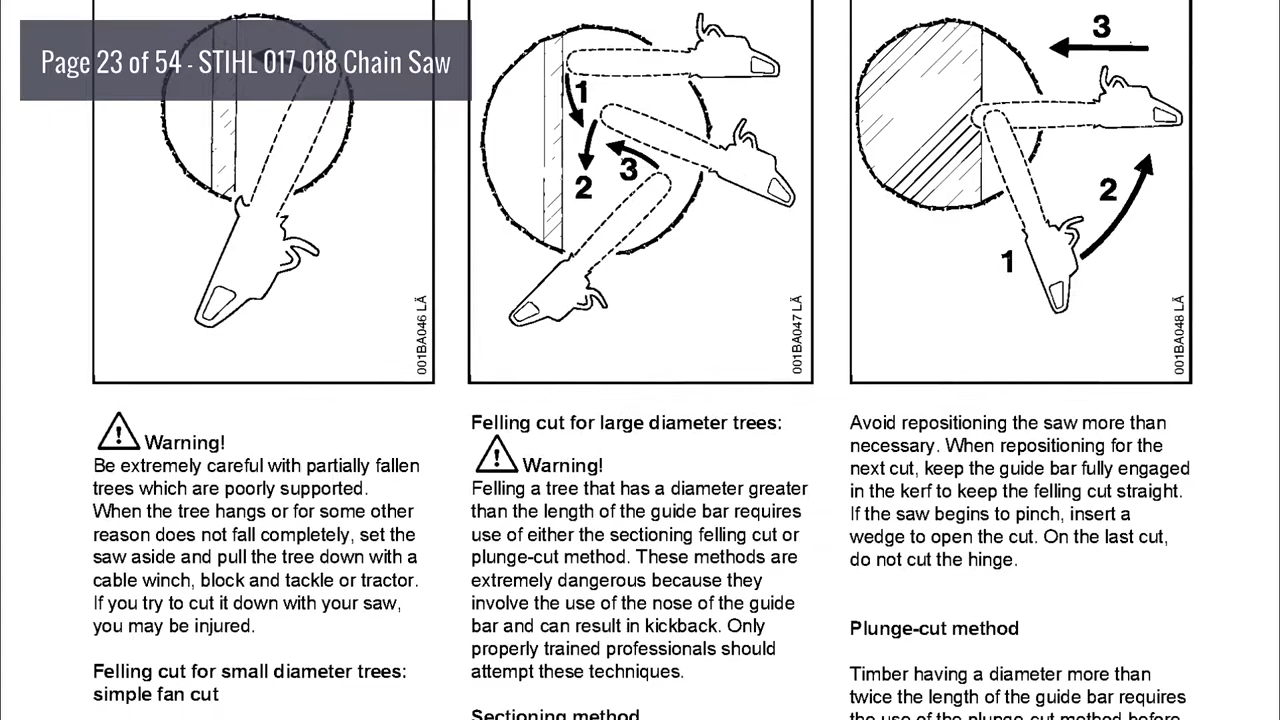 Page 23 of 54 - STIHL 017 018 Chain Saw
001BA046 LÄ
1
2
3
001BA047 LÄ
3
2
1
001BA048 LÄ
Warning!
Be extremely careful with partially fallen
trees which are poorly supported.
When the tree hangs or for some other
reason does not fall completely, set the
saw aside and pull the tree down with a
cable winch, block and tackle or tractor.
If you try to cut it down with your saw,
you may be injured.
Felling cut for small diameter trees:
simple fan cut
Felling cut for large diameter trees:
Warning!
Felling a tree that has a diameter greater
than the length of the guide bar requires
use of either the sectioning felling cut or
plunge-cut method. These methods are
extremely dangerous because they
involve the use of the nose of the guide
bar and can result in kickback. Only
properly trained professionals should
attempt these techniques.
Sectioning method
Avoid repositioning the saw more than
necessary. When repositioning for the
next cut, keep the guide bar fully engaged
in the kerf to keep the felling cut straight.
If the saw begins to pinch, insert a
wedge to open the cut. On the last cut,
do not cut the hinge.
Plunge-cut method
Timber having a diameter more than
twice the length of the guide bar requires
the use of the plunge-cut method before